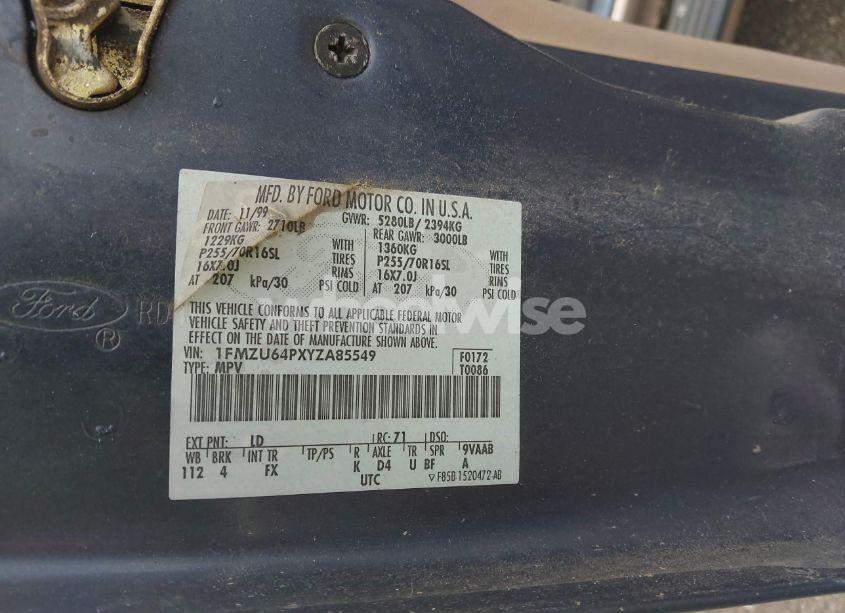 MFD. BY FORD MOTOR CO. IN U.S.A.
DATE: 11/99 GVWR: 5280LB/ 2394KG
FRONT GAWR: 2710LB REAR GAWR: 3000LB
1229KG WITH 1360KG WITH
P255/70R16SL TIRES P255/70R16SL TIRES
16X7.0J RIMS 16X7.0J RIMS
AT 207 kPa/30 PSI COLD AT 207 kPa/30 PSI COLD
THIS VEHICLE CONFORMS TO ALL APPLICABLE FEDERAL MOTOR
VEHICLE SAFETY AND THEFT PREVENTION STANDARDS IN
EFFECT ON THE DATE OF MANUFACTURE SHOWN ABOVE.
VIN: 1FMZU64PXYZA85549 F0172
TYPE: MPV T0086
EXT PNT: LD RC: 71 DSO:
WB BRK INT TR TP/PS R AXLE TR SPR 9VAAB
112 4 FX K D4 U BF A
UTC ▽ F85B 1520472 AB
Ford ® RD
wheelwise